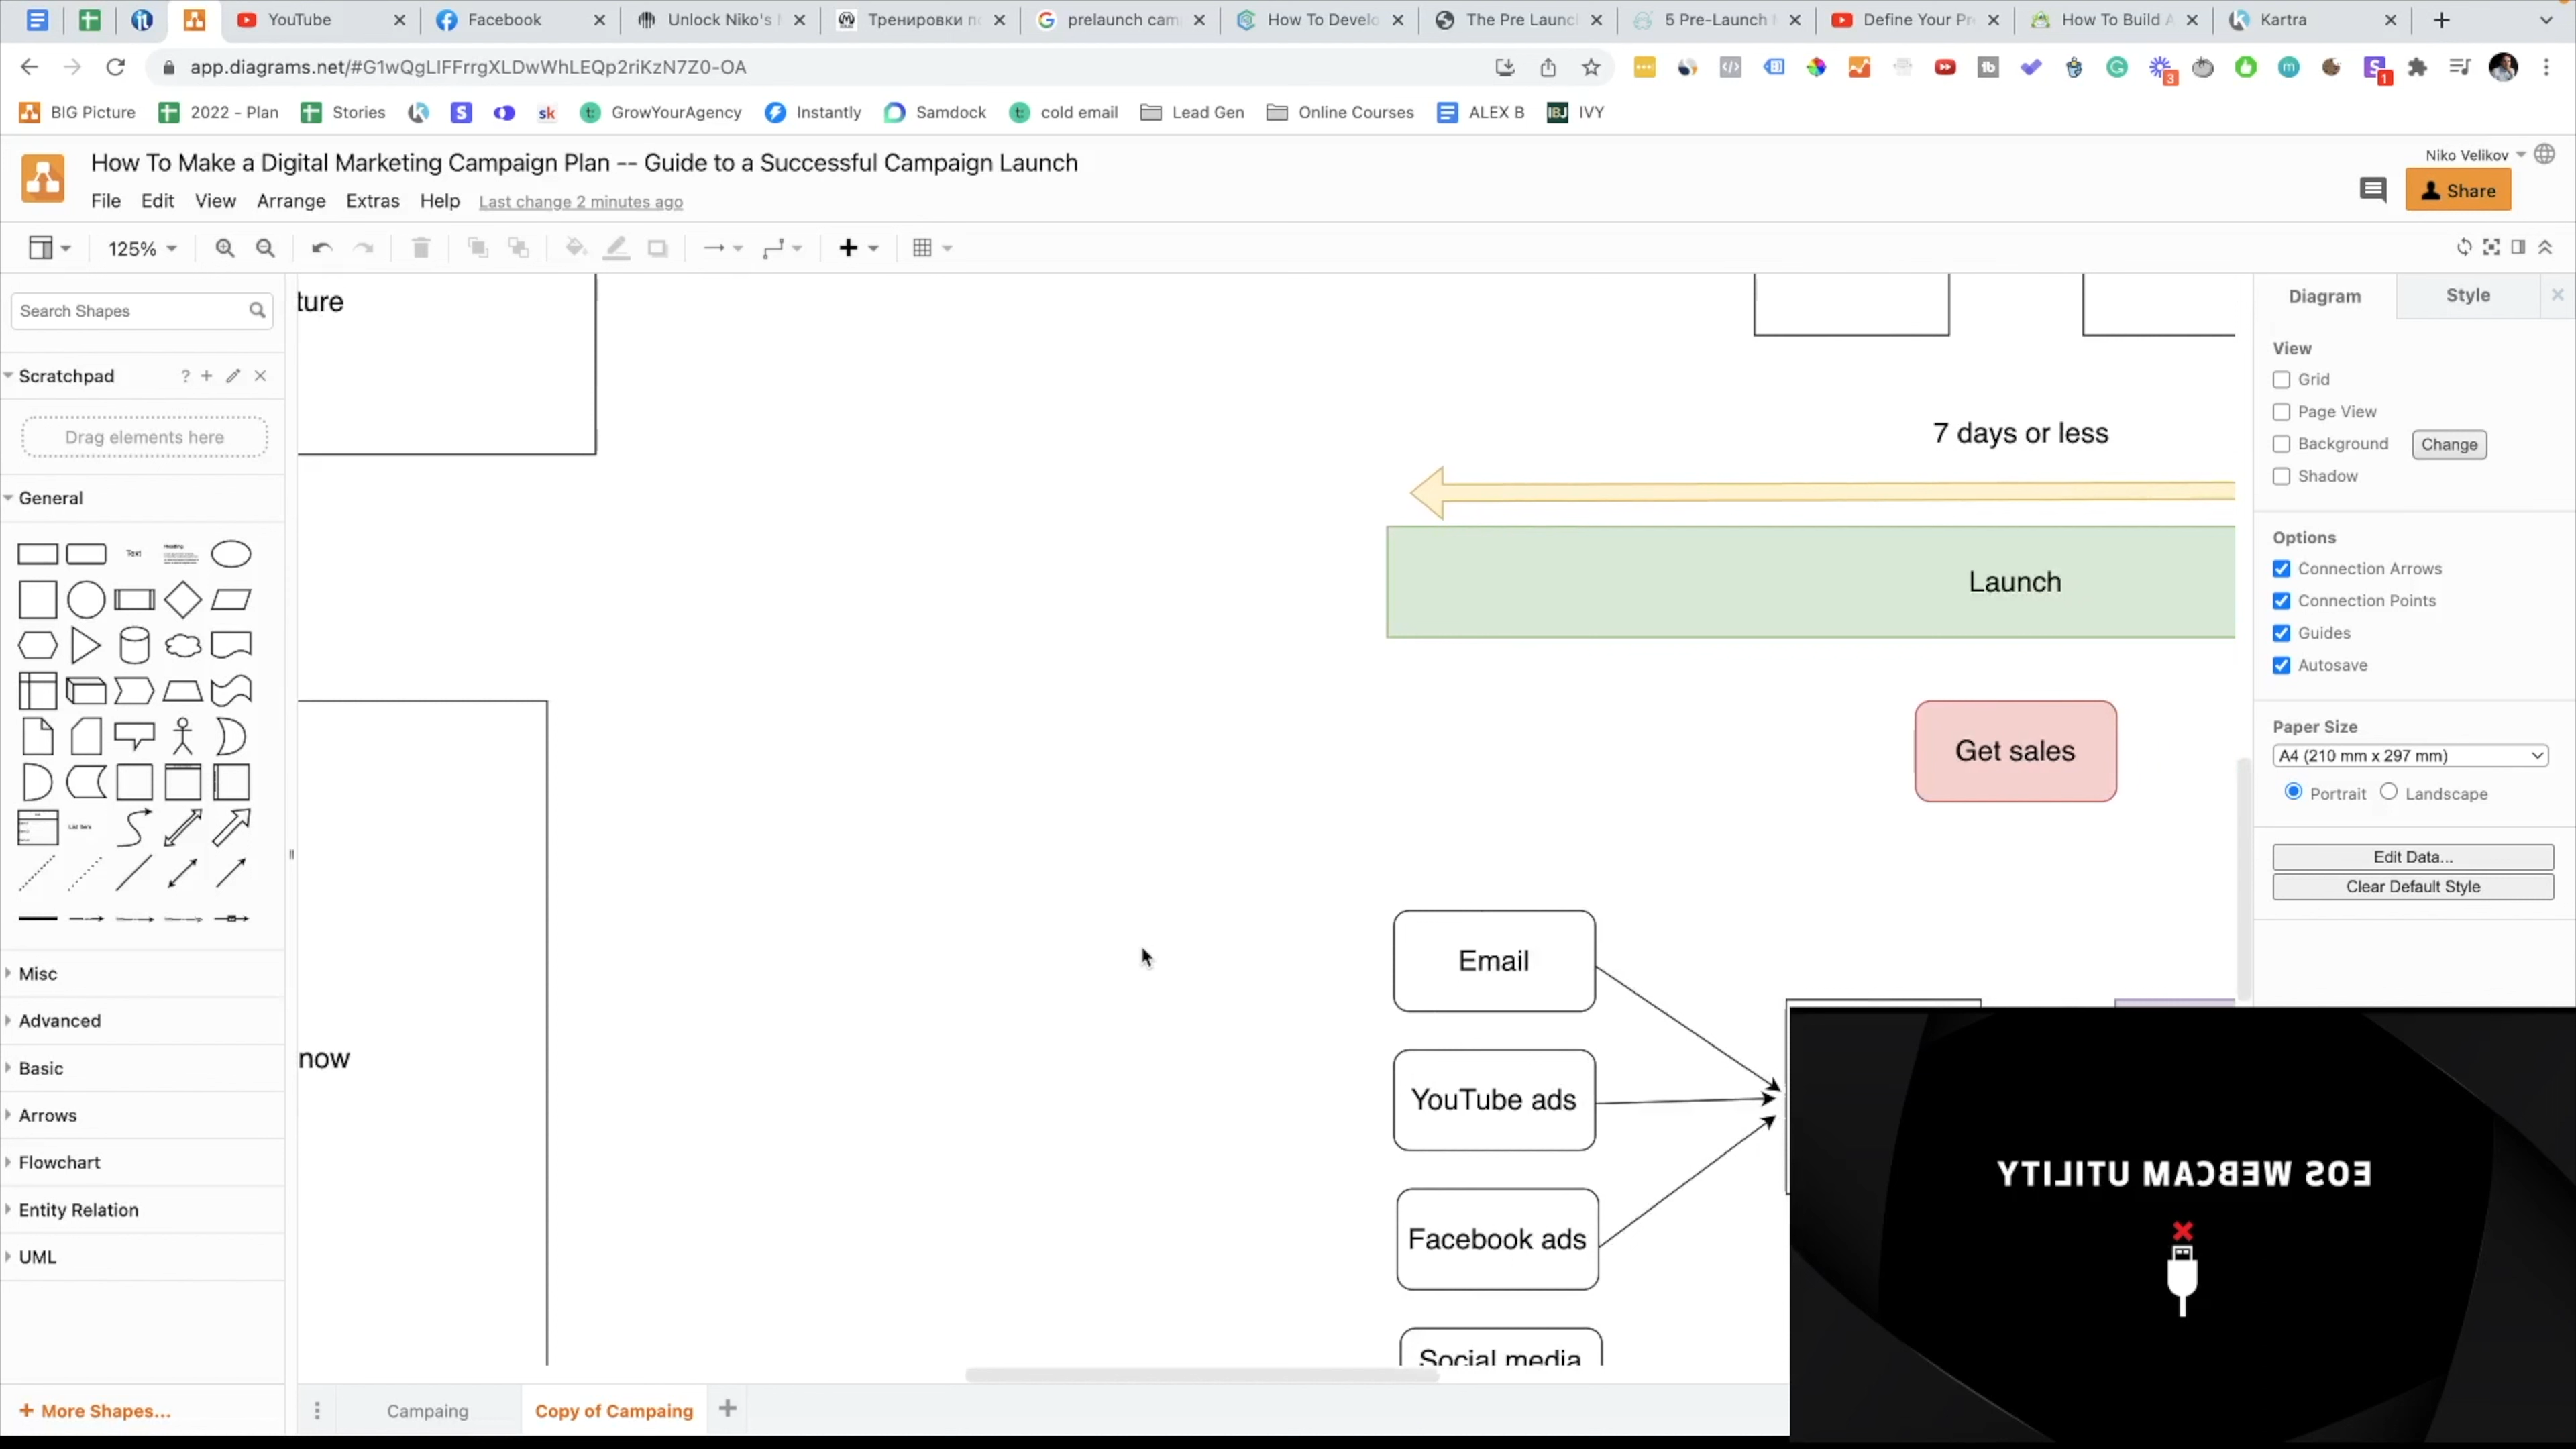 YouTube
Facebook
Unlock Niko's
Тренировки п
prelaunch cam
How To Develo
The Pre Launc
5 Pre-Launch
Define Your Pr
How To Build A
Kartra
app.diagrams.net/#G1wQgLIFFrrgXLDwWhLEQp2riKzN7Z0-OA
BIG Picture
2022 - Plan
Stories
GrowYourAgency
Instantly
Samdock
cold email
Lead Gen
Online Courses
ALEX B
IVY
How To Make a Digital Marketing Campaign Plan -- Guide to a Successful Campaign Launch
Niko Velikov
File Edit View Arrange Extras Help Last change 2 minutes ago
Share
125%
Search Shapes
Scratchpad
Drag elements here
General
Text
Heading
List Item
Misc
Advanced
Basic
Arrows
Flowchart
Entity Relation
UML
+ More Shapes...
ture
now
7 days or less
Launch
Get sales
Email
YouTube ads
Facebook ads
Social media
Campaing
Copy of Campaing
Diagram
Style
View
Grid
Page View
Background
Change
Shadow
Options
Connection Arrows
Connection Points
Guides
Autosave
Paper Size
A4 (210 mm x 297 mm)
Portrait
Landscape
Edit Data...
Clear Default Style
EOS WEBCAM UTILITY